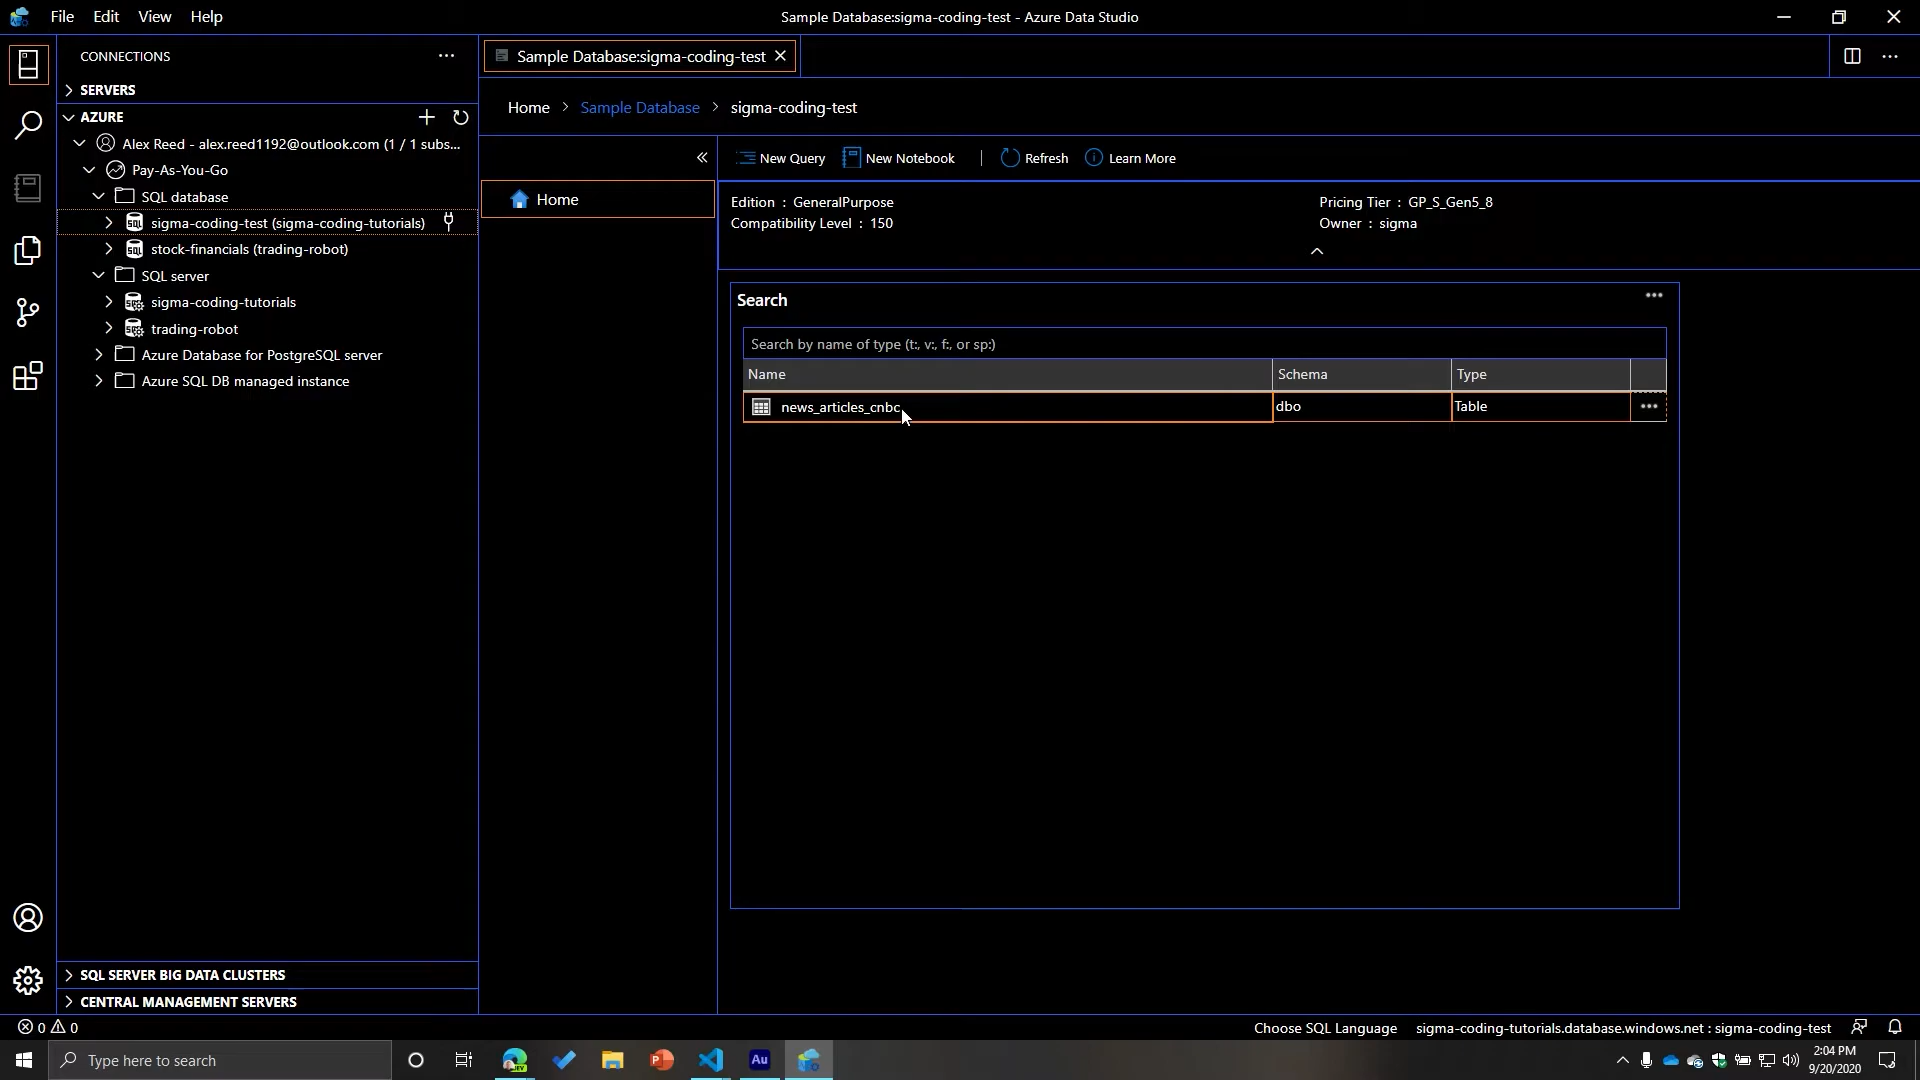 File Edit View Help
Sample Database:sigma-coding-test - Azure Data Studio
CONNECTIONS
SERVERS
AZURE
Alex Reed - alex.reed1192@outlook.com (1 / 1 subs...
Pay-As-You-Go
SQL database
sigma-coding-test (sigma-coding-tutorials)
stock-financials (trading-robot)
SQL server
sigma-coding-tutorials
trading-robot
Azure Database for PostgreSQL server
Azure SQL DB managed instance
SQL SERVER BIG DATA CLUSTERS
CENTRAL MANAGEMENT SERVERS
Sample Database:sigma-coding-test
Home > Sample Database > sigma-coding-test
Home
New Query New Notebook | Refresh Learn More
Edition : GeneralPurpose Pricing Tier : GP_S_Gen5_8
Compatibility Level : 150 Owner : sigma
Search
Search by name of type (t:, v:, f:, or sp:)
Name Schema Type
news_articles_cnbc dbo Table
0 0
Choose SQL Language sigma-coding-tutorials.database.windows.net : sigma-coding-test
Type here to search
Au
2:04 PM
9/20/2020